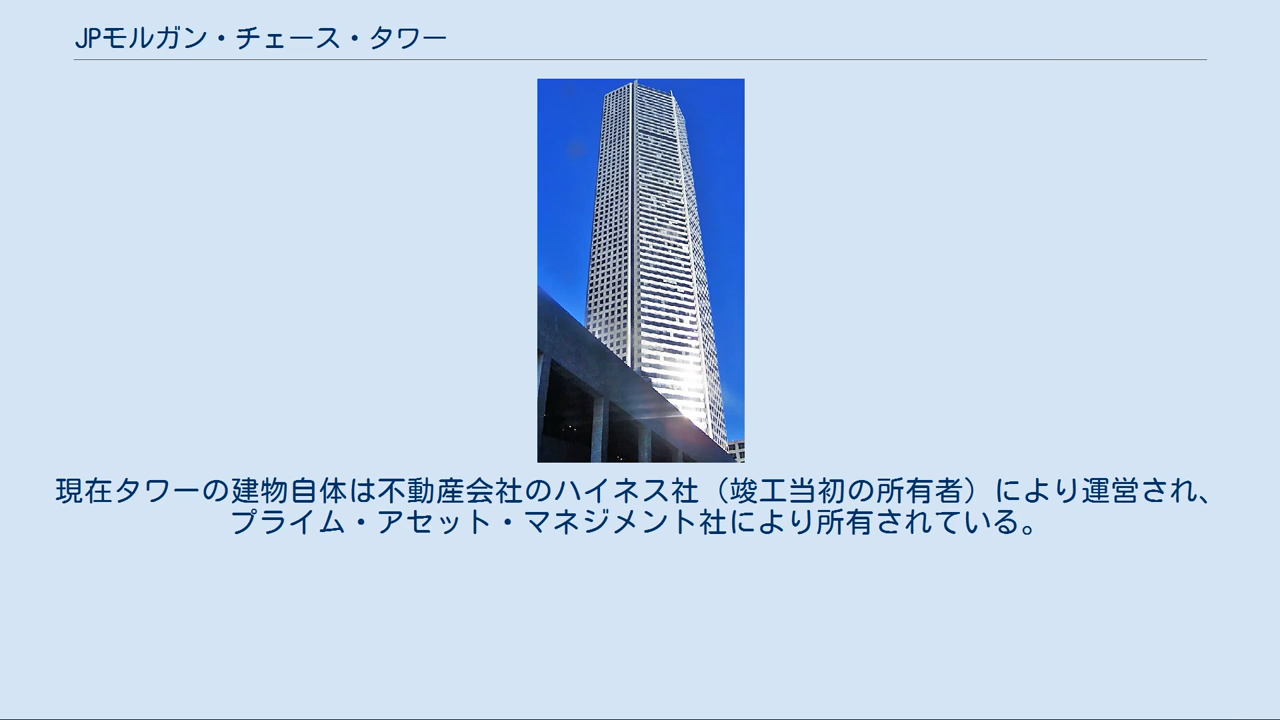 JPモルガン・チェース・タワー
現在タワーの建物自体は不動産会社のハイネス社（竣工当初の所有者）により運営され、
プライム・アセット・マネジメント社により所有されている。